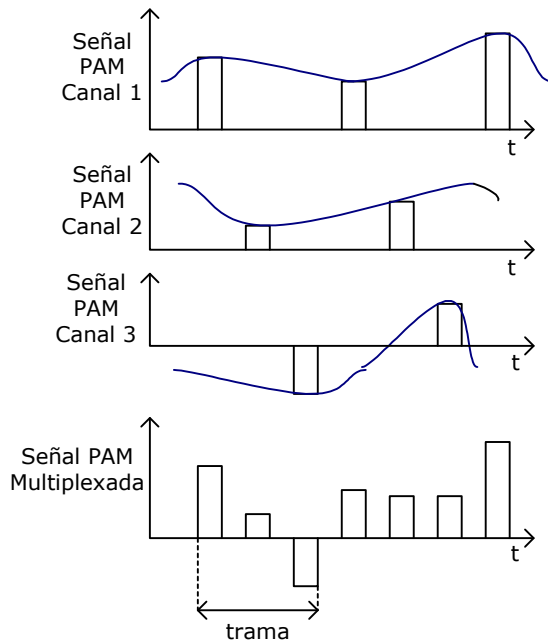 Señal
PAM
Canal 1
t
Señal
PAM
Canal 2
t
Señal
PAM
Canal 3
t
Señal PAM
Multiplexada
t
trama